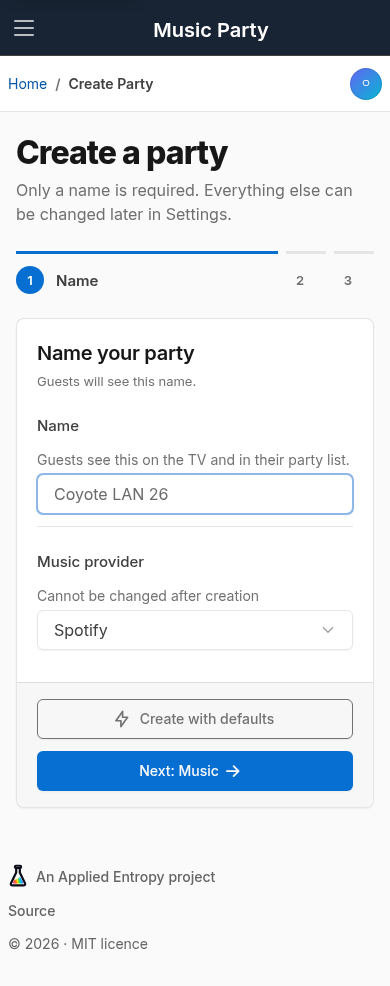 Music Party
Home / Create Party
O
Create a party
Only a name is required. Everything else can
be changed later in Settings.
1 Name 2 3
Name your party
Guests will see this name.
Name
Guests see this on the TV and in their party list.
Coyote LAN 26
Music provider
Cannot be changed after creation
Spotify
Create with defaults
Next: Music →
An Applied Entropy project
Source
© 2026 · MIT licence